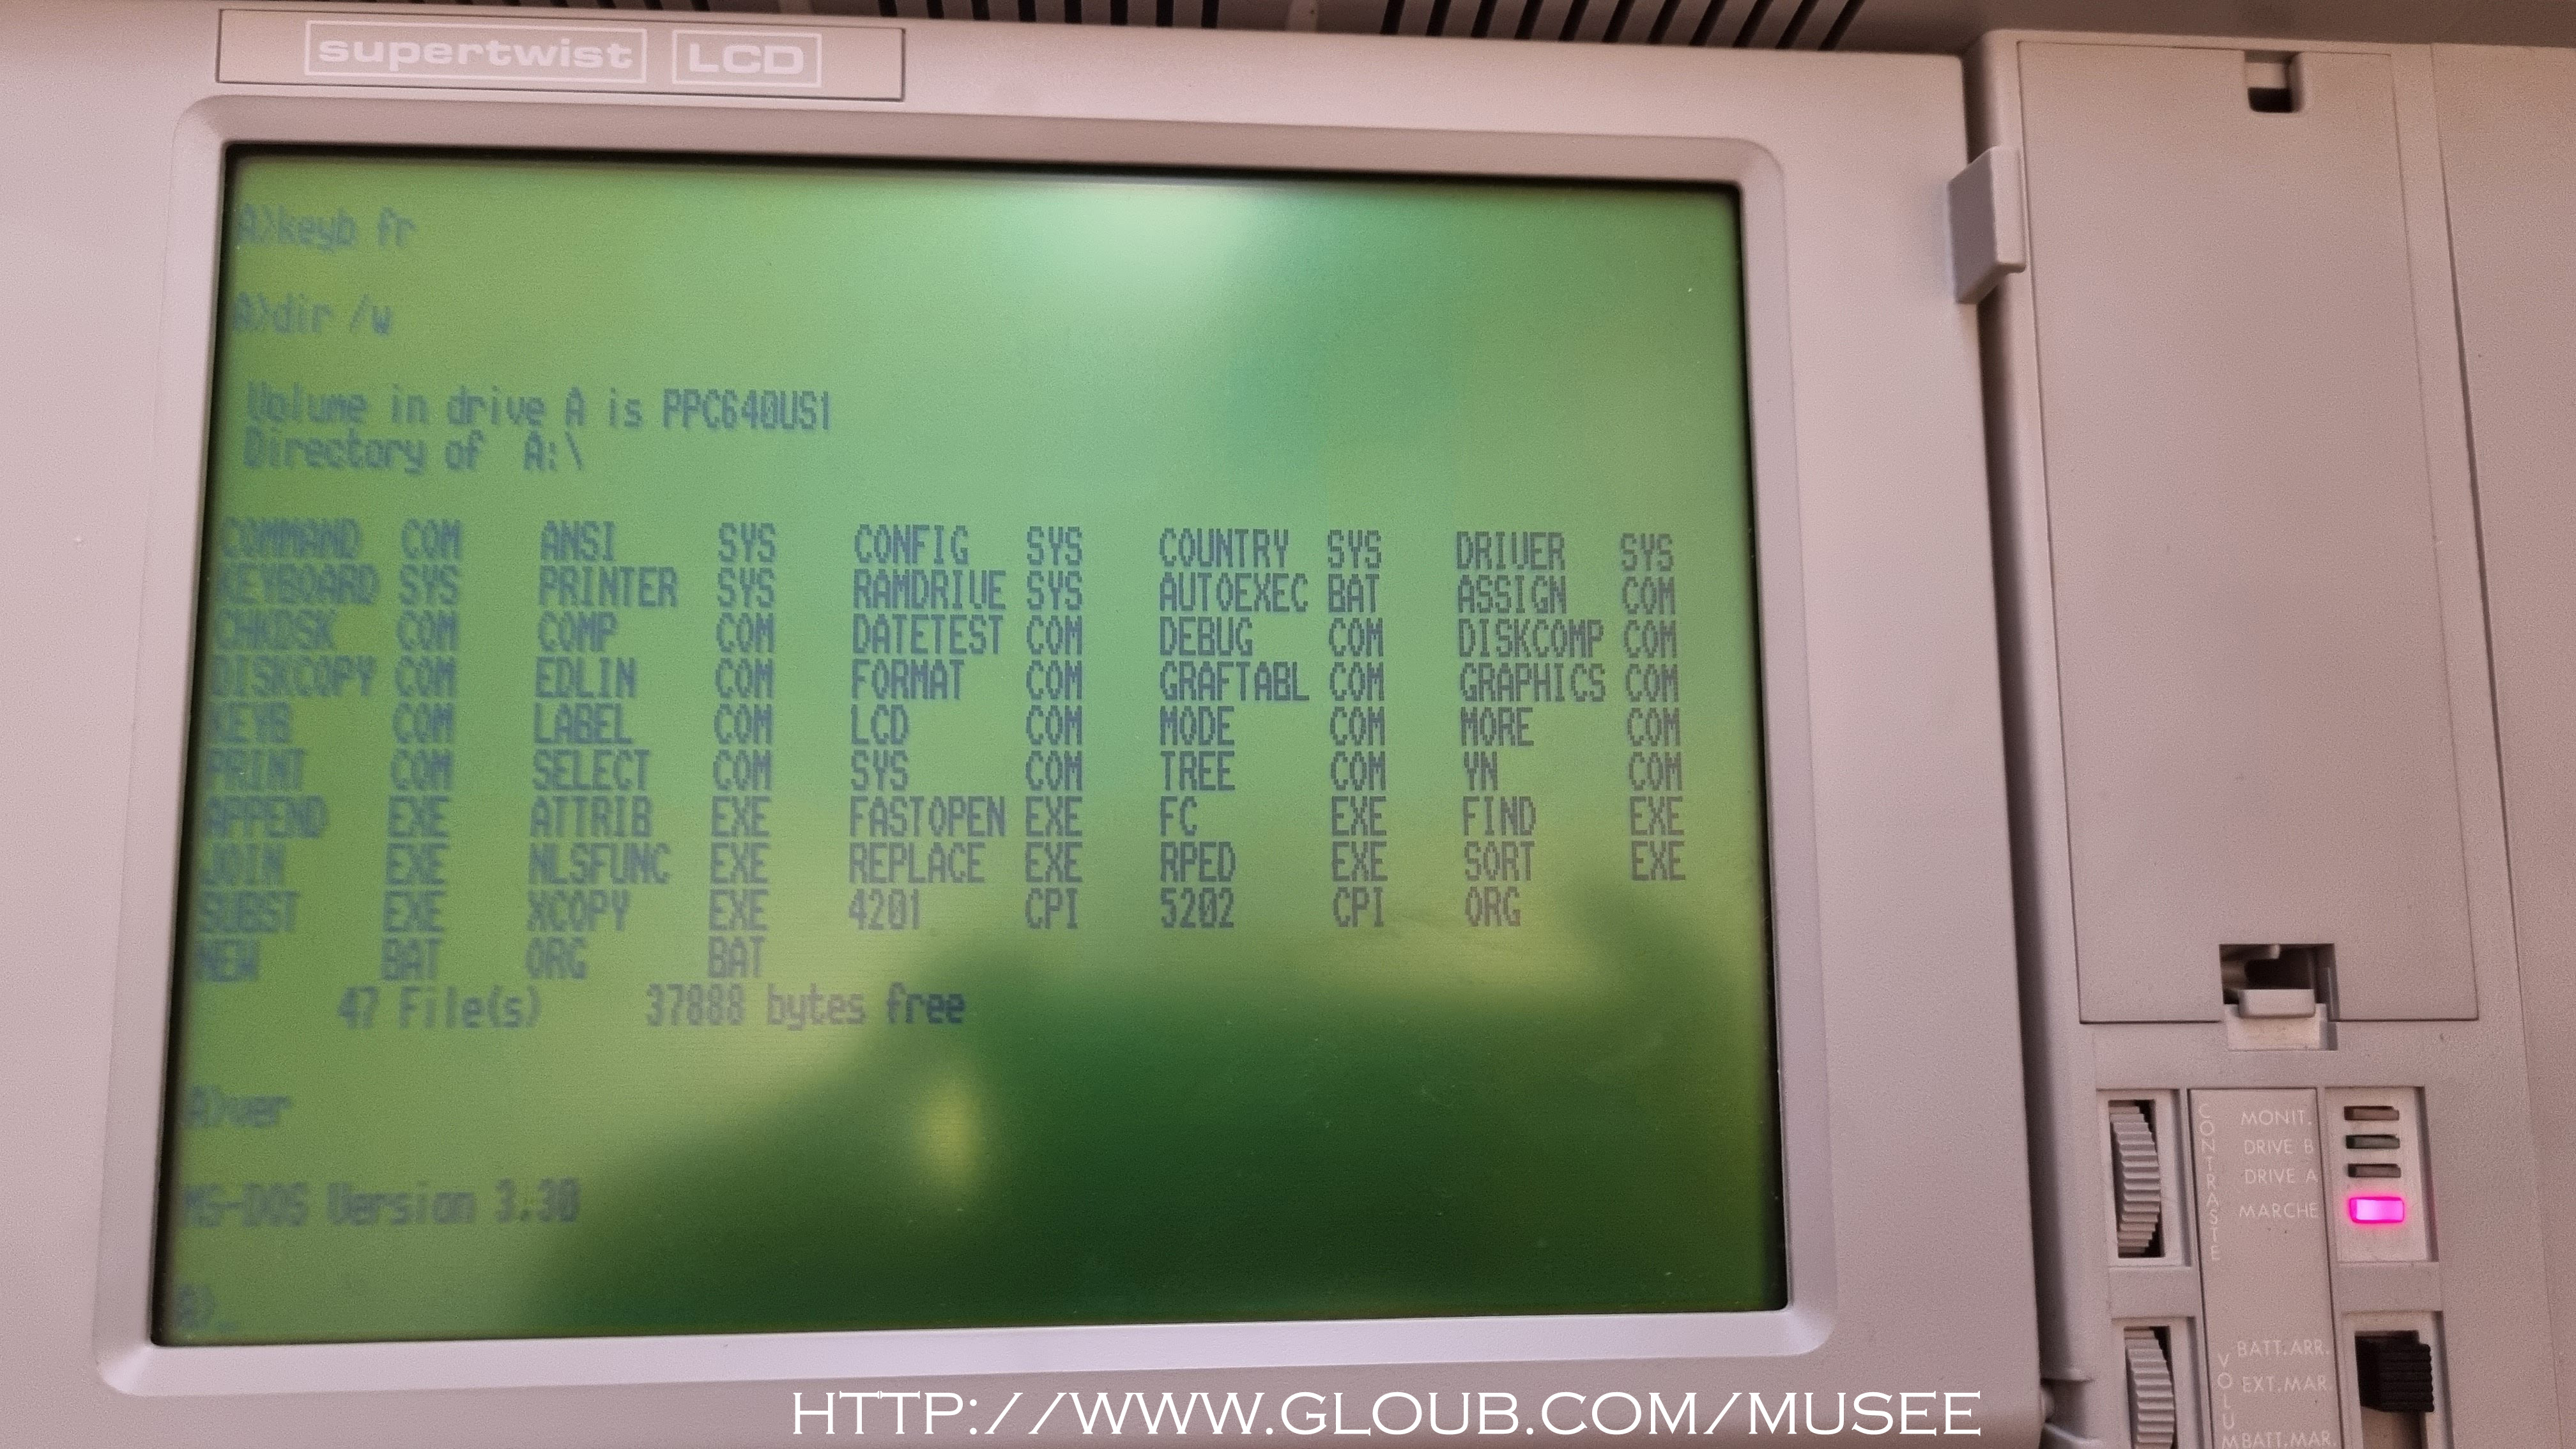 supertwist LCD
A>keyb fr
A>dir /w
Volume in drive A is PPC640US1
Directory of A:\
COMMAND COM ANSI SYS CONFIG SYS COUNTRY SYS DRIVER SYS
KEYBOARD SYS PRINTER SYS RAMDRIVE SYS AUTOEXEC BAT ASSIGN COM
CHKDSK COM COMP COM DATETEST COM DEBUG COM DISKCOMP COM
DISKCOPY COM EDLIN COM FORMAT COM GRAFTABL COM GRAPHICS COM
KEYB COM LABEL COM LCD COM MODE COM MORE COM
PRINT COM SELECT COM SYS COM TREE COM YN COM
APPEND EXE ATTRIB EXE FASTOPEN EXE FC EXE FIND EXE
JOIN EXE NLSFUNC EXE REPLACE EXE RPED EXE SORT EXE
SUBST EXE XCOPY EXE 4201 CPI 5202 CPI ORG
NEW BAT ORG BAT
47 File(s) 37888 bytes free
A>ver
MS-DOS Version 3.30
A>_
CONTRASTE
MONIT.
DRIVE B
DRIVE A
MARCHE
BATT.ARR.
EXT.MAR.
BATT.MAR.
HTTP://WWW.GLOUB.COM/MUSEE